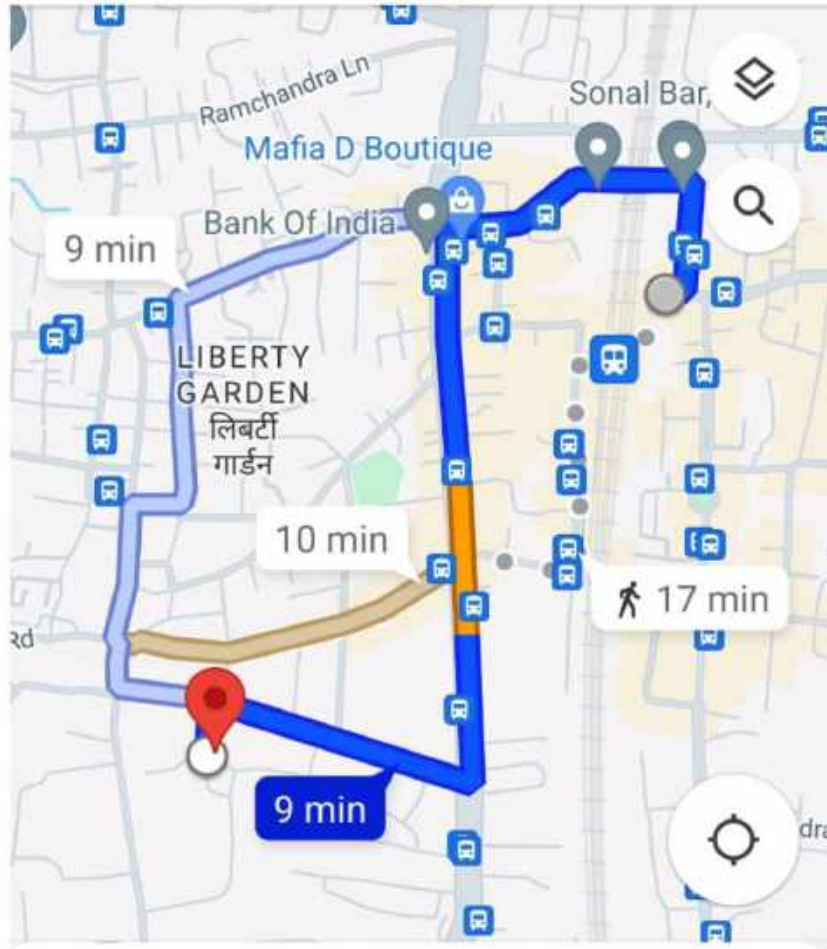 Ramchandra Ln
Sonal Bar,
Mafia D Boutique
Bank Of India
9 min
LIBERTY
GARDEN
लिबर्टी
गार्डन
10 min
17 min
Rd
9 min
dra